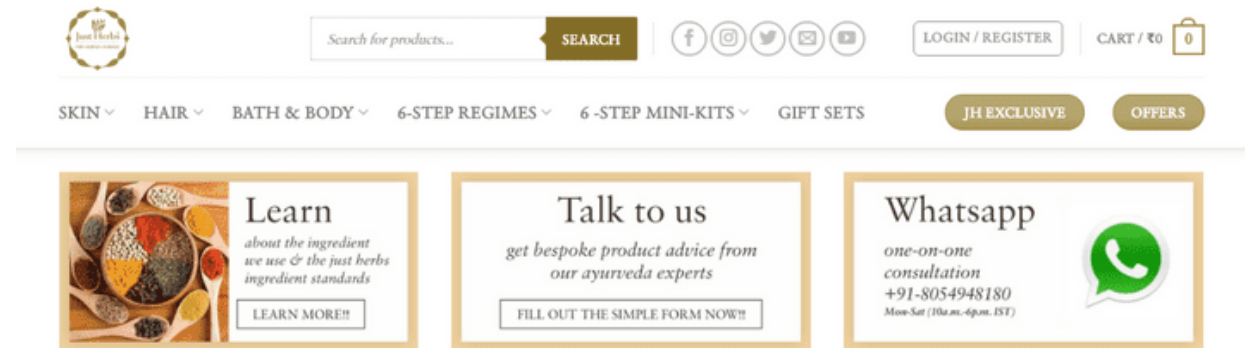 Just Herbs
Search for products...
SEARCH
LOGIN / REGISTER
CART / ₹0
0
SKIN
HAIR
BATH & BODY
6-STEP REGIMES
6 -STEP MINI-KITS
GIFT SETS
JH EXCLUSIVE
OFFERS
Learn
about the ingredient
we use & the just herbs
ingredient standards
LEARN MORE!!
Talk to us
get bespoke product advice from
our ayurveda experts
FILL OUT THE SIMPLE FORM NOW!!
Whatsapp
one-on-one
consultation
+91-8054948180
Mon-Sat (10a.m.-6p.m. IST)